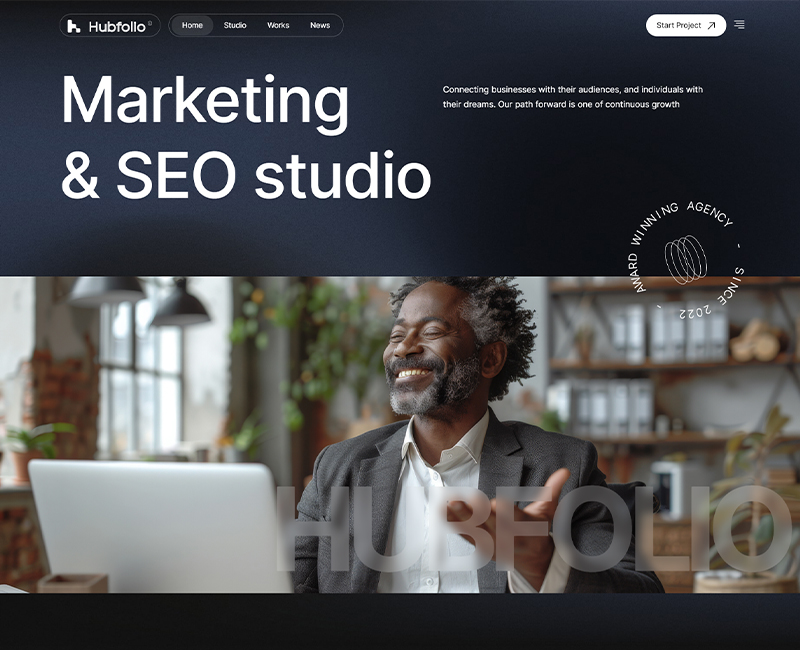 Hubfolio
Home Studio Works News
Start Project
Marketing
& SEO studio
Connecting businesses with their audiences, and individuals with
their dreams. Our path forward is one of continuous growth
AWARD WINNING AGENCY - SINCE 2022 -
HUBFOLIO